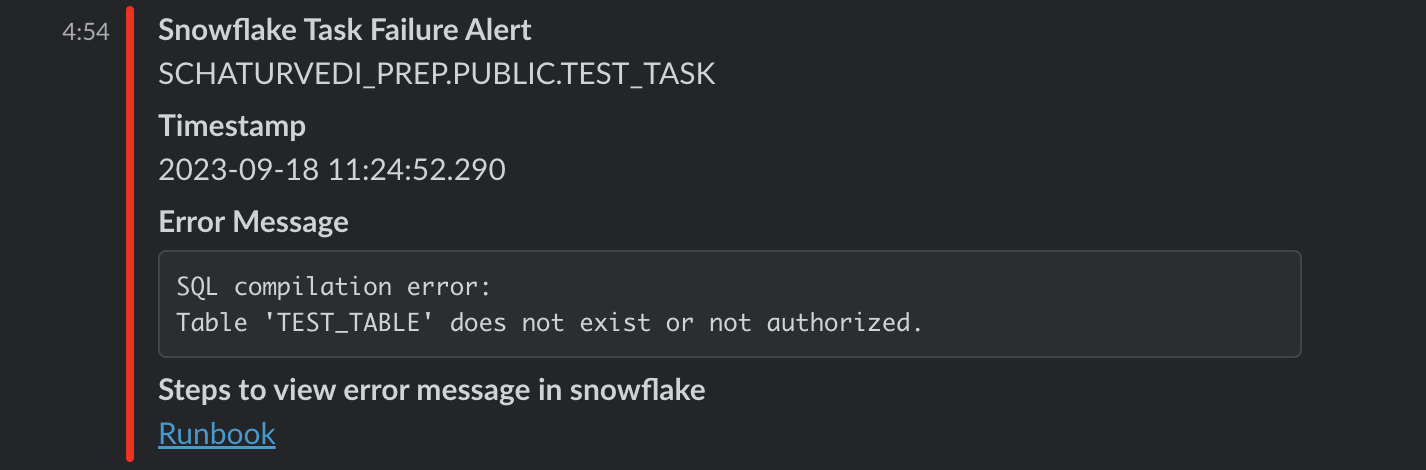 4:54
Snowflake Task Failure Alert
SCHATURVEDI_PREP.PUBLIC.TEST_TASK
Timestamp
2023-09-18 11:24:52.290
Error Message
SQL compilation error:
Table 'TEST_TABLE' does not exist or not authorized.
Steps to view error message in snowflake
Runbook